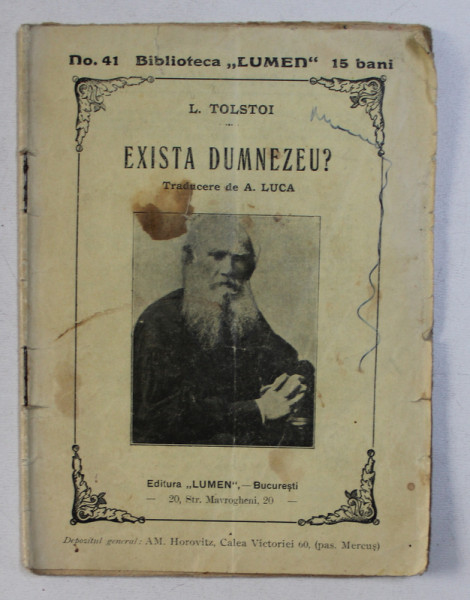 No. 41 Biblioteca „LUMEN“ 15 bani
L. TOLSTOI
EXISTA DUMNEZEU?
Traducere de A. LUCA
Editura „LUMEN“,— Bucureşti
— 20, Str. Mavrogheni, 20 —
Depozitul general: AM. Horovitz, Calea Victoriei 60, (pas. Mercuş)